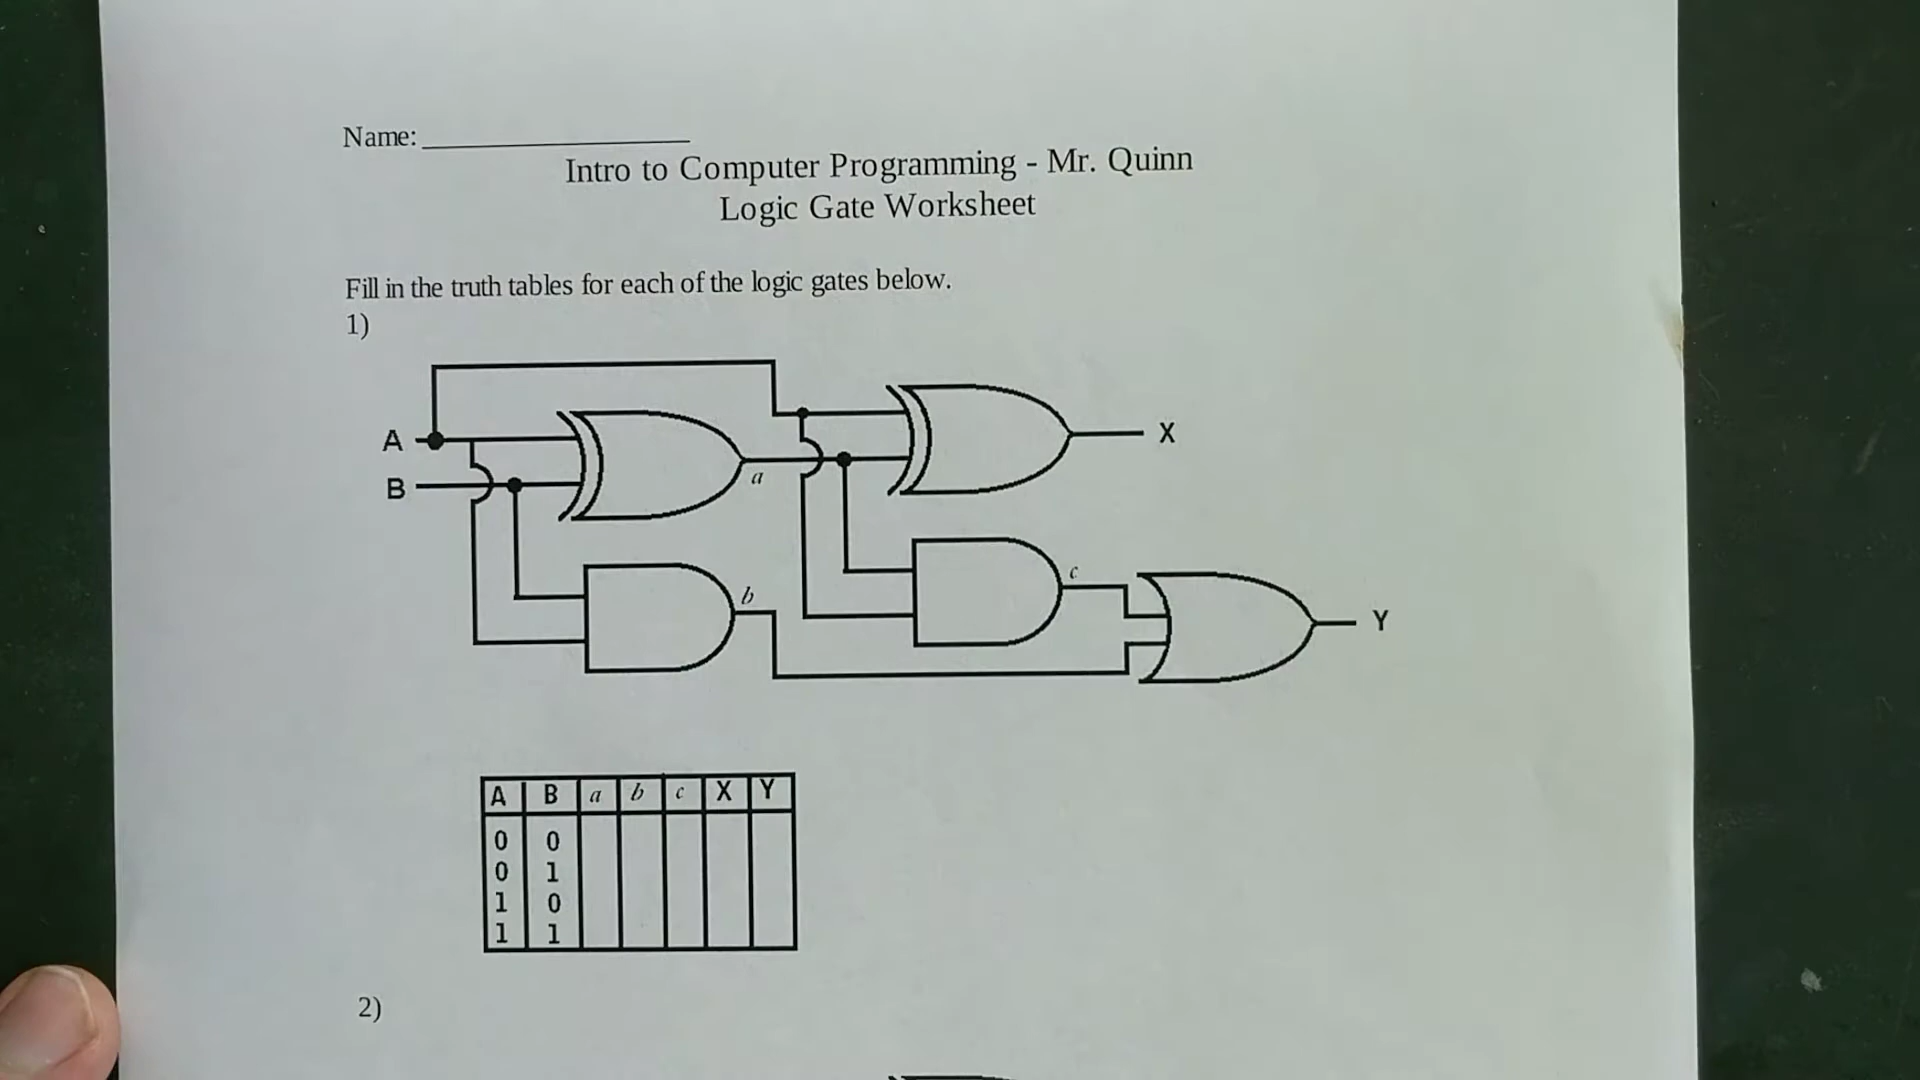 Name:
Intro to Computer Programming - Mr. Quinn
Logic Gate Worksheet
Fill in the truth tables for each of the logic gates below.
1)
A
B
a
X
b
c
Y
A B a b c X Y
0 0
0 1
1 0
1 1
2)